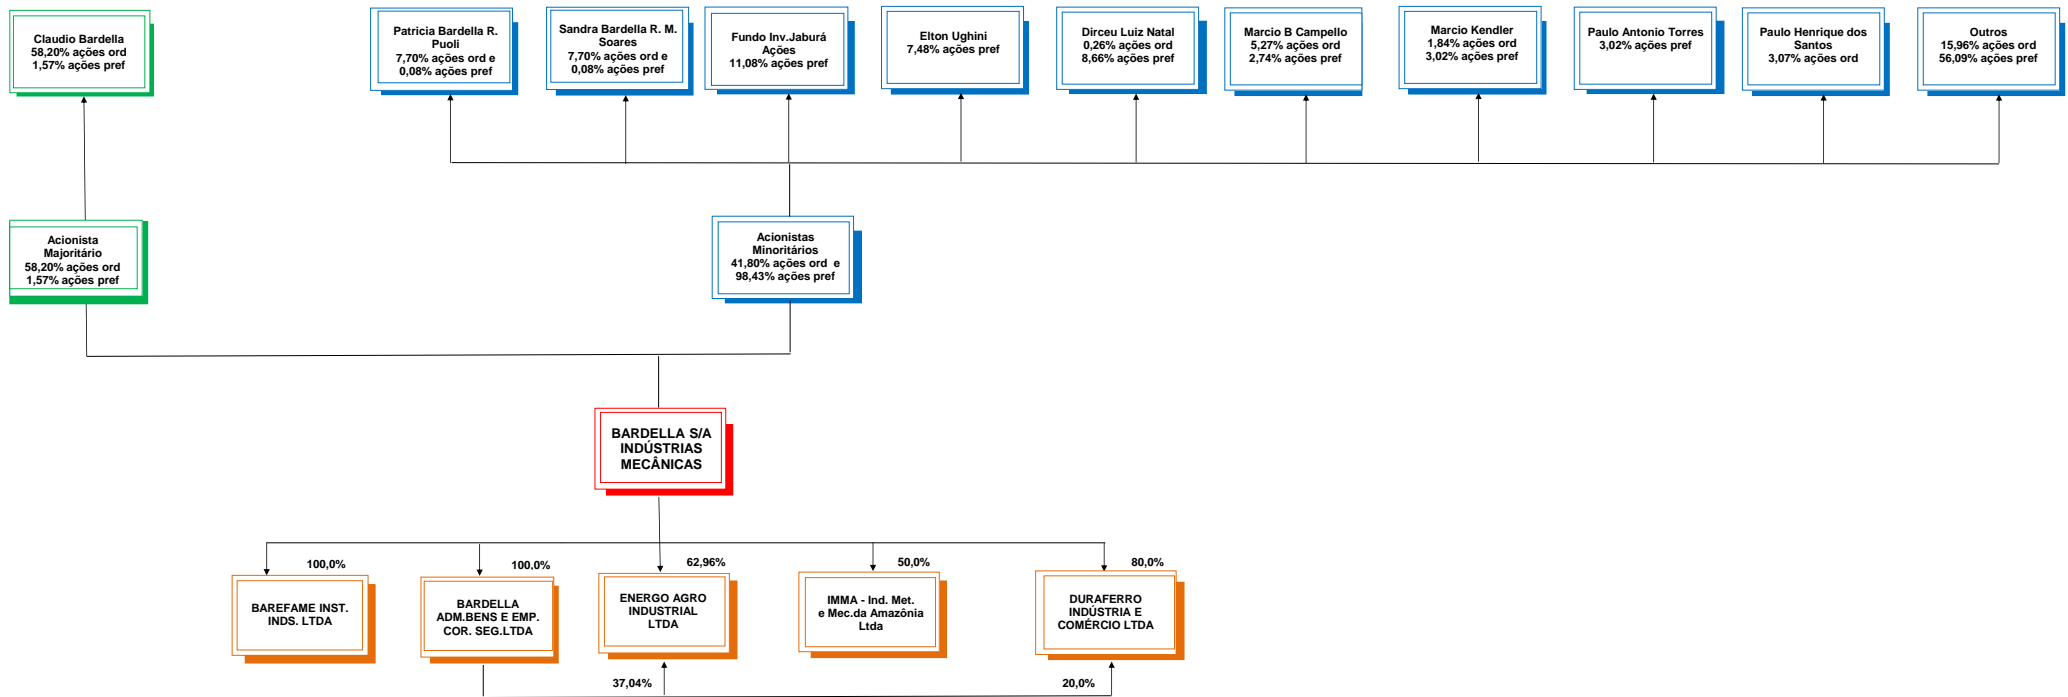 Claudio Bardella
58,20% ações ord
1,57% ações pref
Patricia Bardella R.
Puoli
7,70% ações ord e
0,08% ações pref
Sandra Bardella R. M.
Soares
7,70% ações ord e
0,08% ações pref
Fundo Inv.Jaburá
Ações
11,08% ações pref
Elton Ughini
7,48% ações pref
Dirceu Luiz Natal
0,26% ações ord
8,66% ações pref
Marcio B Campello
5,27% ações ord
2,74% ações pref
Marcio Kendler
1,84% ações ord
3,02% ações pref
Paulo Antonio Torres
3,02% ações pref
Paulo Henrique dos
Santos
3,07% ações ord
Outros
15,96% ações ord
56,09% ações pref
Acionista
Majoritário
58,20% ações ord
1,57% ações pref
Acionistas
Minoritários
41,80% ações ord e
98,43% ações pref
BARDELLA S/A
INDÚSTRIAS
MECÂNICAS
100,0%
100,0%
62,96%
50,0%
80,0%
BAREFAME INST.
INDS. LTDA
BARDELLA
ADM.BENS E EMP.
COR. SEG.LTDA
ENERGO AGRO
INDUSTRIAL
LTDA
IMMA - Ind. Met.
e Mec.da Amazônia
Ltda
DURAFERRO
INDÚSTRIA E
COMÉRCIO LTDA
37,04%
20,0%